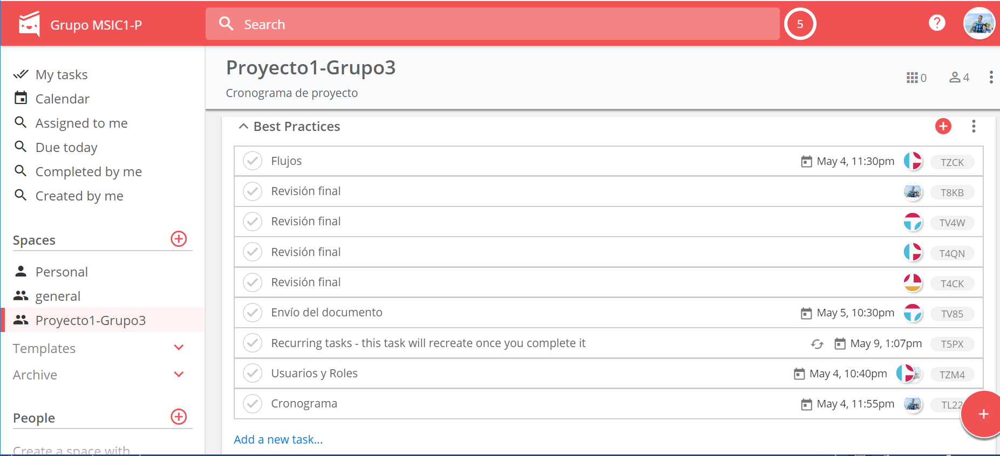 Grupo MSIC1-P
Search
5
?
My tasks
Calendar
Assigned to me
Due today
Completed by me
Created by me
Spaces
Personal
general
Proyecto1-Grupo3
Templates
Archive
People
Create a space with
Proyecto1-Grupo3
Cronograma de proyecto
0
4
Best Practices
Flujos May 4, 11:30pm TZCK
Revisión final T8KB
Revisión final TV4W
Revisión final T4QN
Revisión final T4CK
Envío del documento May 5, 10:30pm TV85
Recurring tasks - this task will recreate once you complete it May 9, 1:07pm T5PX
Usuarios y Roles May 4, 10:40pm TZM4
Cronograma May 4, 11:55pm TL22
Add a new task...